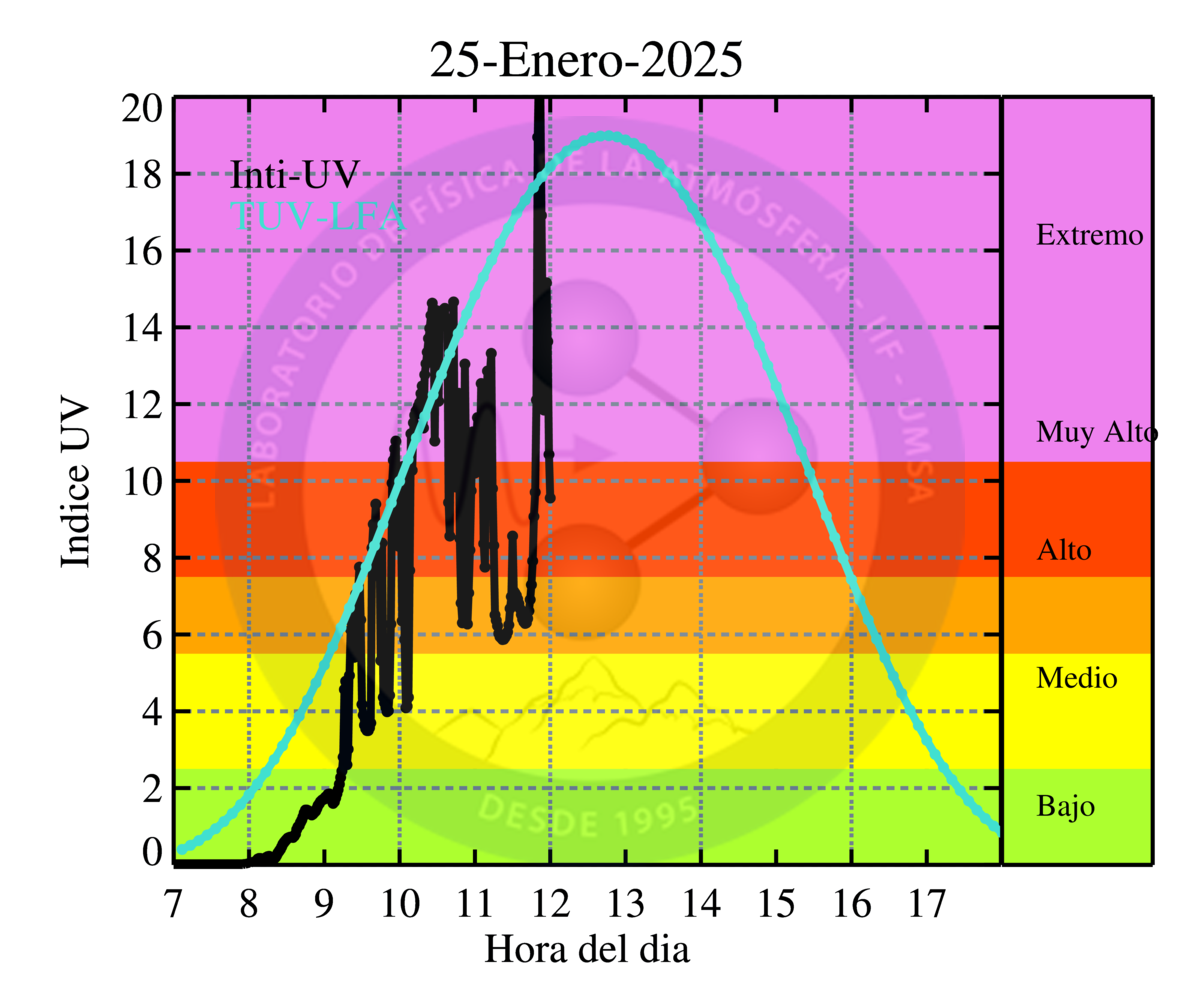 25-Enero-2025
Inti-UV
TUV-LFA
LABORATORIO DE FÍSICA DE LA ATMÓSFERA - IIF - UMSA
DESDE 1995
Indice UV
20
18
16
14
12
10
8
6
4
2
0
Extremo
Muy Alto
Alto
Medio
Bajo
7 8 9 10 11 12 13 14 15 16 17
Hora del dia